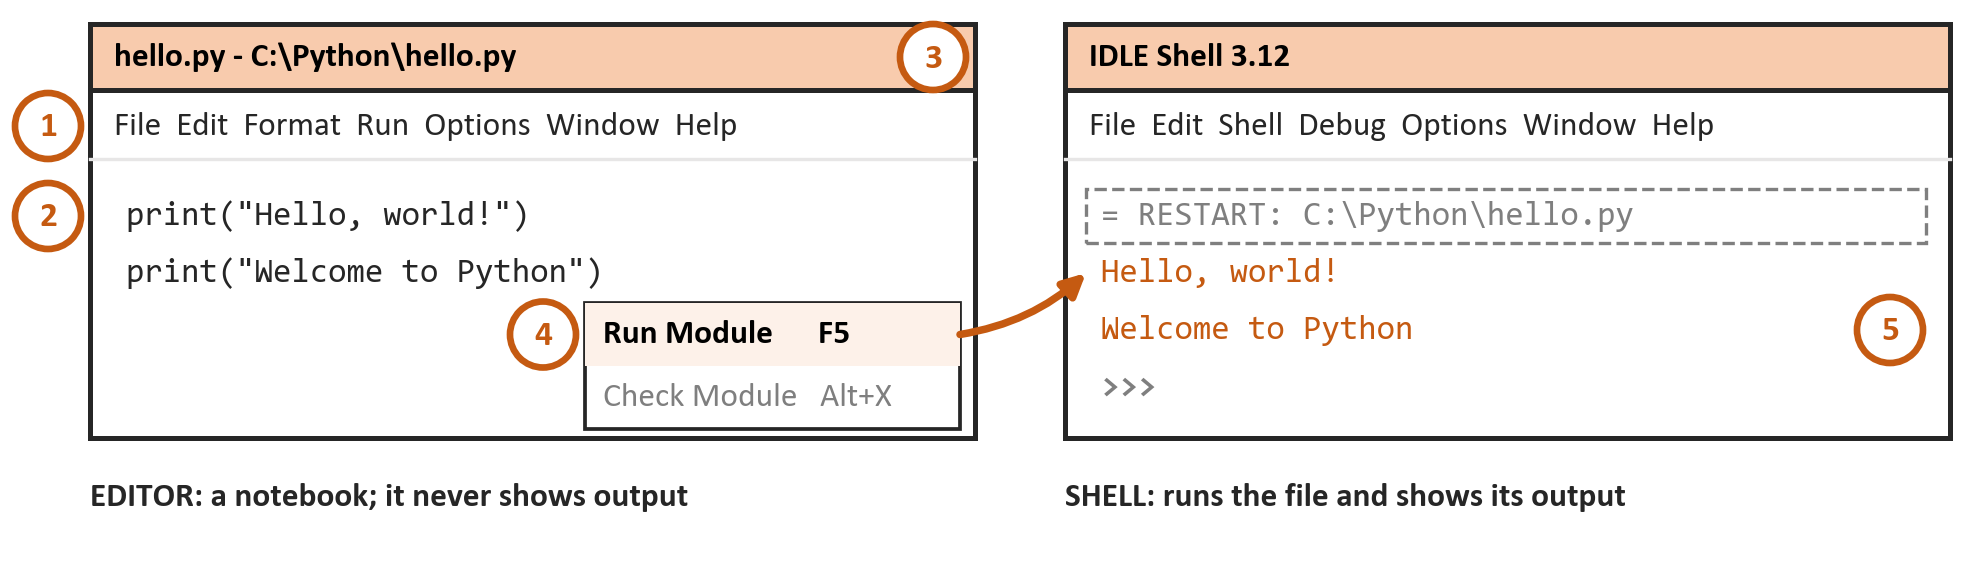 hello.py - C:\Python\hello.py
3
1
File Edit Format Run Options Window Help
2
print("Hello, world!")
print("Welcome to Python")
4
Run Module F5
Check Module Alt+X
EDITOR: a notebook; it never shows output
IDLE Shell 3.12
File Edit Shell Debug Options Window Help
= RESTART: C:\Python\hello.py
Hello, world!
Welcome to Python
5
>>>
SHELL: runs the file and shows its output